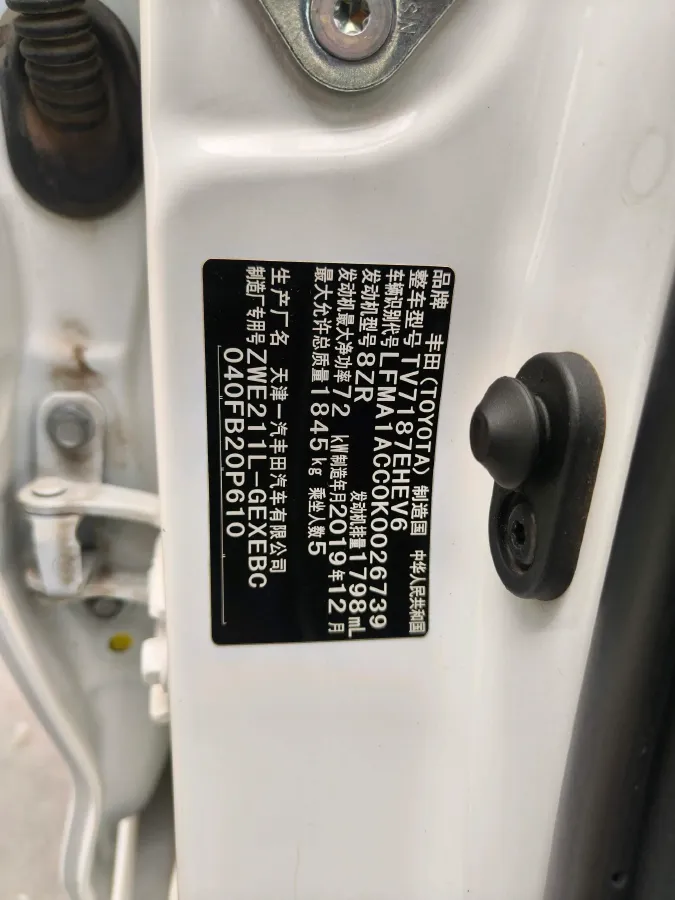 品牌 丰田(TOYOTA) 制造国 中华人民共和国
整车型号 TV7187EHEV6
车辆识别代号 LFMA1ACC0K0026739
发动机型号 8ZR 发动机排量 1798mL
发动机最大净功率 72 kW 制造年月 2019年12月
最大允许总质量 1845kg 乘坐人数 5
生产厂名 天津一汽丰田汽车有限公司
制造厂专用号 ZWE211L-GEXEBC
040FB20P610